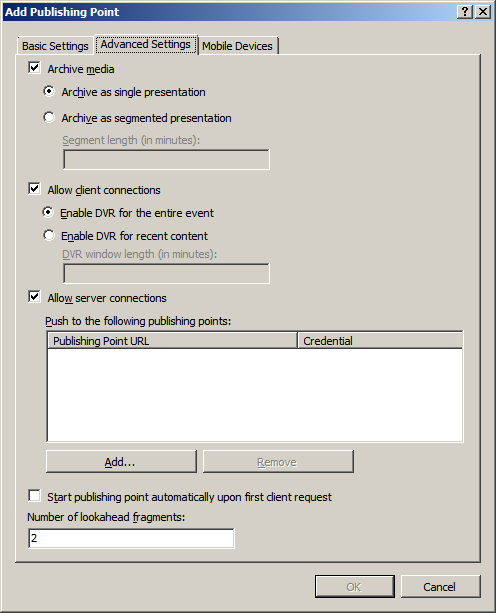 Add Publishing Point
Basic Settings Advanced Settings Mobile Devices
Archive media
Archive as single presentation
Archive as segmented presentation
Segment length (in minutes):
Allow client connections
Enable DVR for the entire event
Enable DVR for recent content
DVR window length (in minutes):
Allow server connections
Push to the following publishing points:
Publishing Point URL Credential
Add... Remove
Start publishing point automatically upon first client request
Number of lookahead fragments:
2
OK Cancel